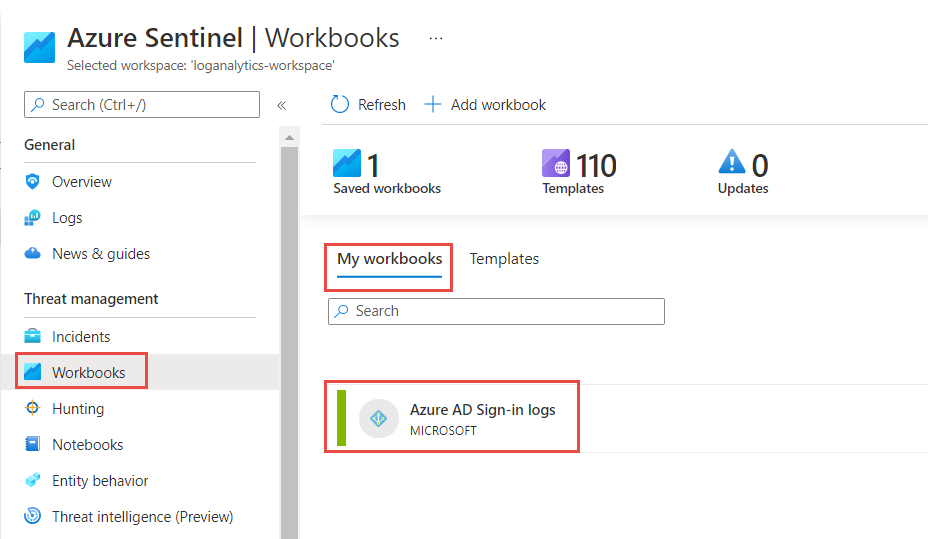 Azure Sentinel | Workbooks ...
Selected workspace: 'loganalytics-workspace'
Search (Ctrl+/)
«
General
Overview
Logs
News & guides
Threat management
Incidents
Workbooks
Hunting
Notebooks
Entity behavior
Threat intelligence (Preview)
Refresh
Add workbook
1
Saved workbooks
110
Templates
0
Updates
My workbooks
Templates
Search
Azure AD Sign-in logs
MICROSOFT